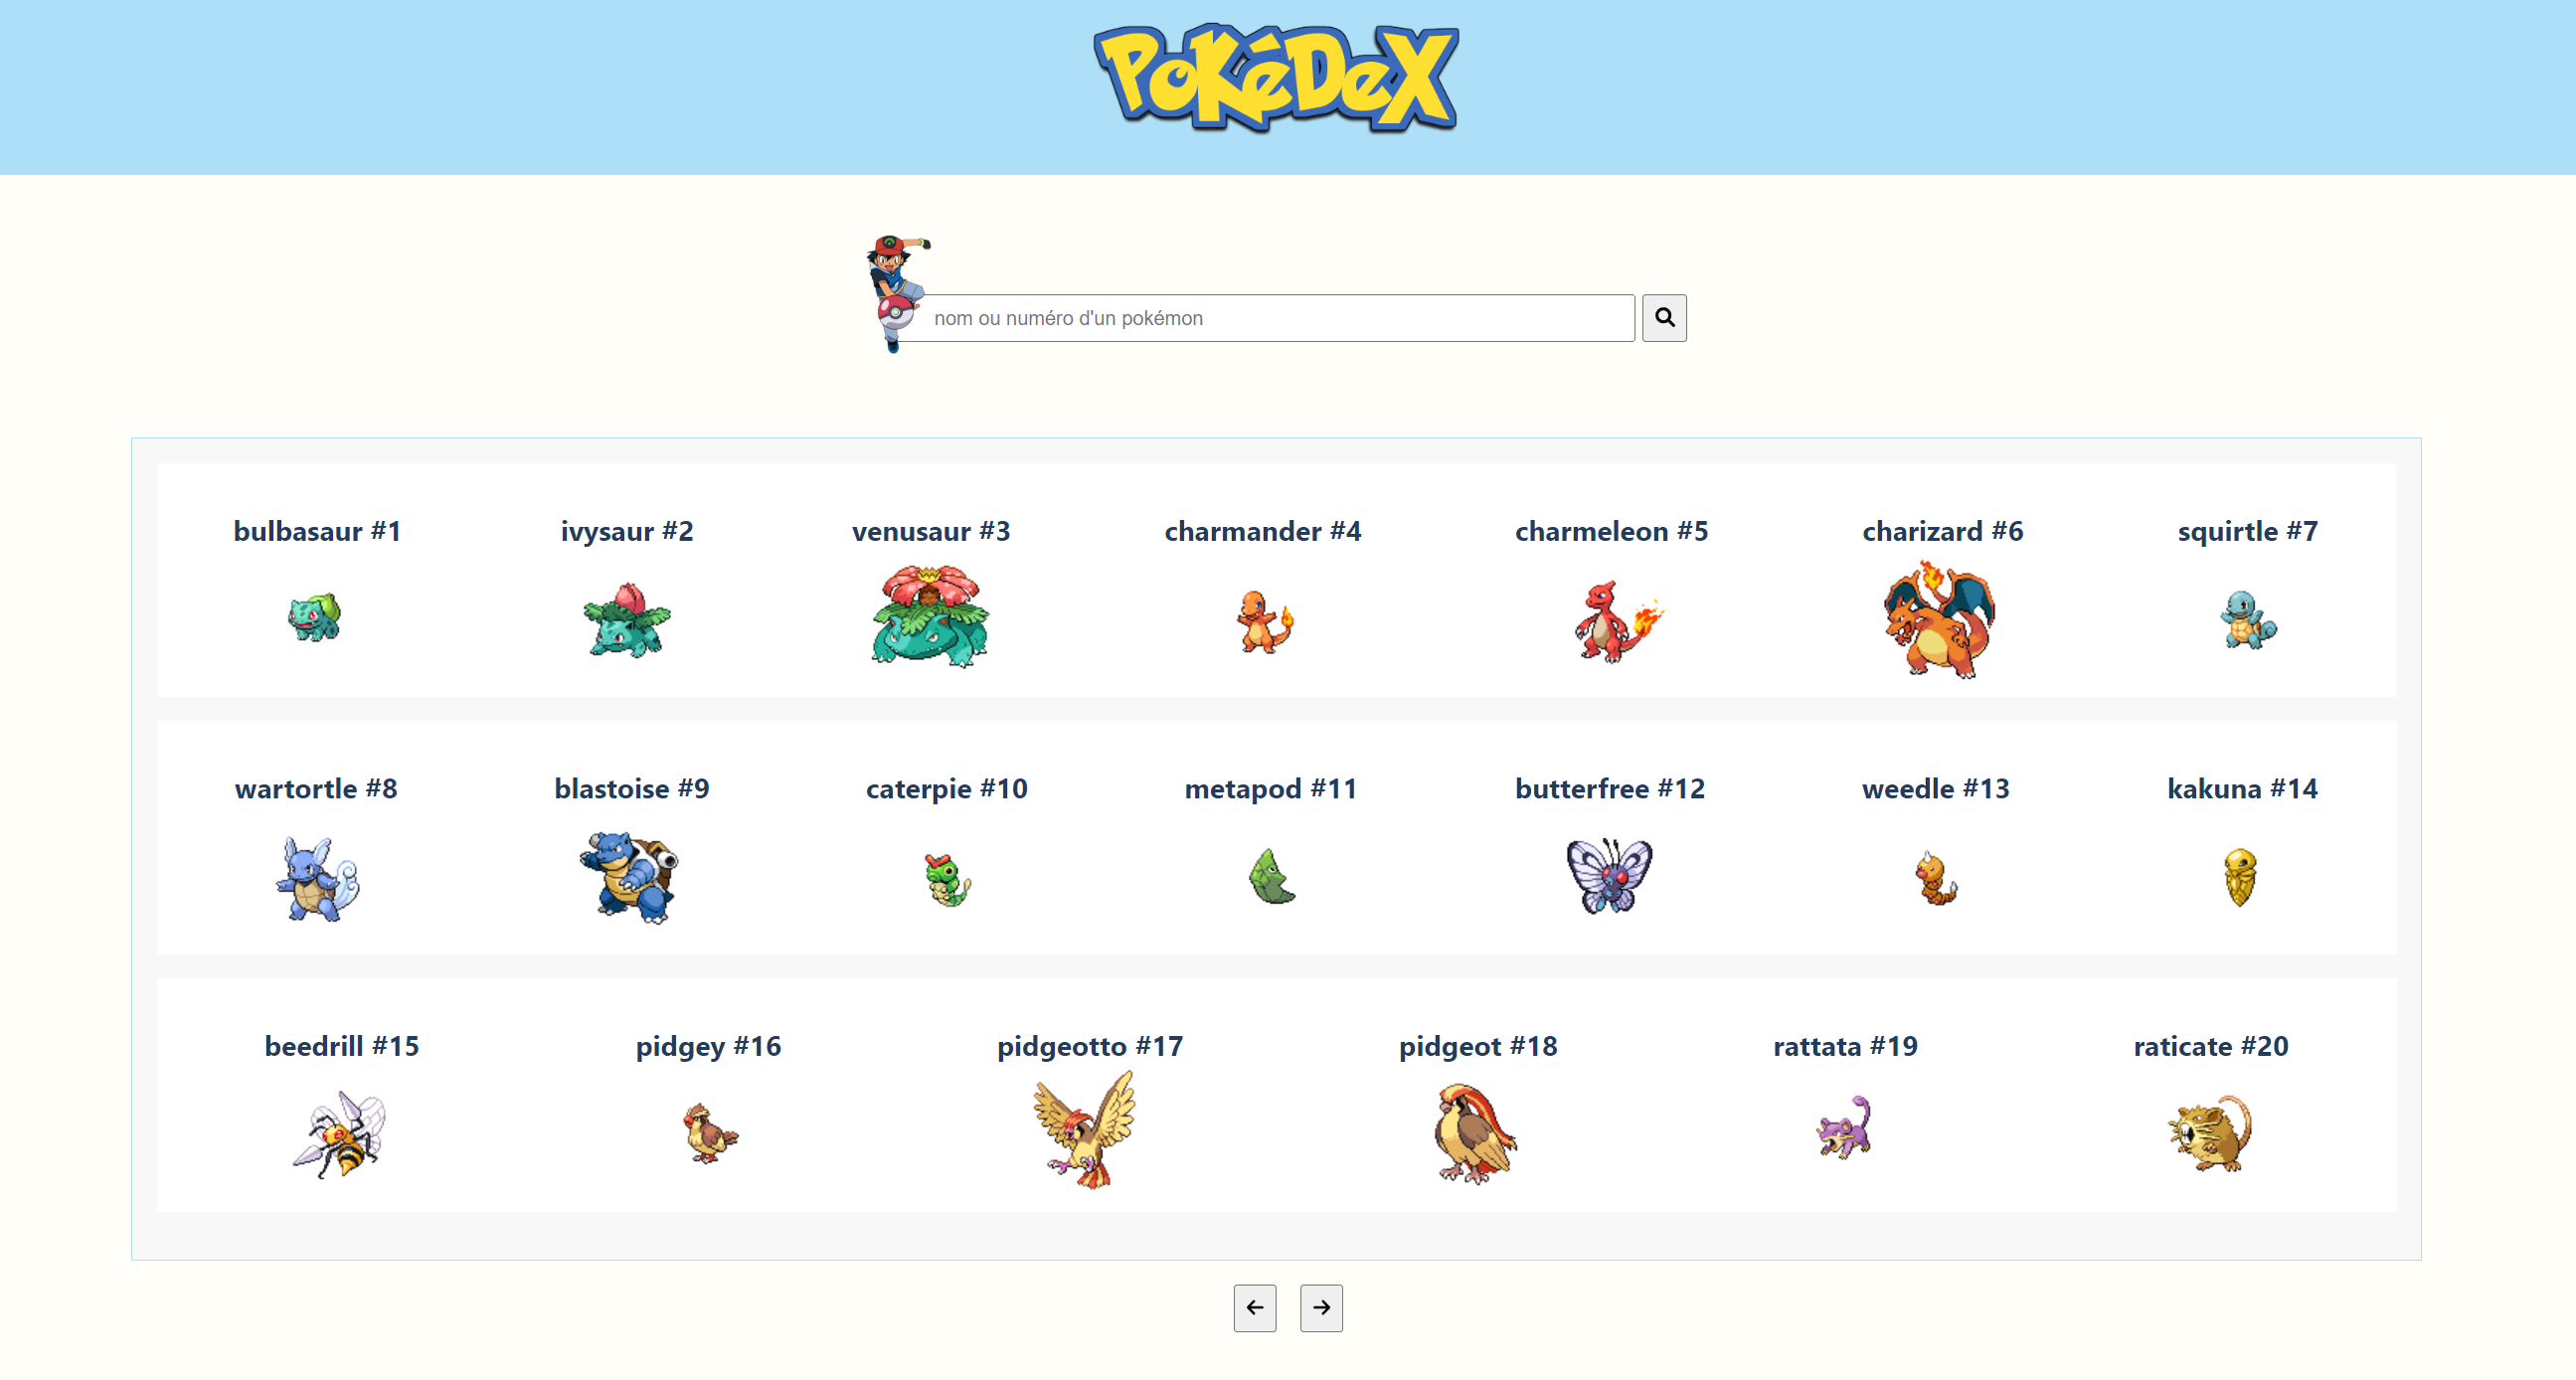 PoKéDeX
nom ou numéro d'un pokémon
bulbasaur #1 ivysaur #2 venusaur #3 charmander #4 charmeleon #5 charizard #6 squirtle #7
wartortle #8 blastoise #9 caterpie #10 metapod #11 butterfree #12 weedle #13 kakuna #14
beedrill #15 pidgey #16 pidgeotto #17 pidgeot #18 rattata #19 raticate #20